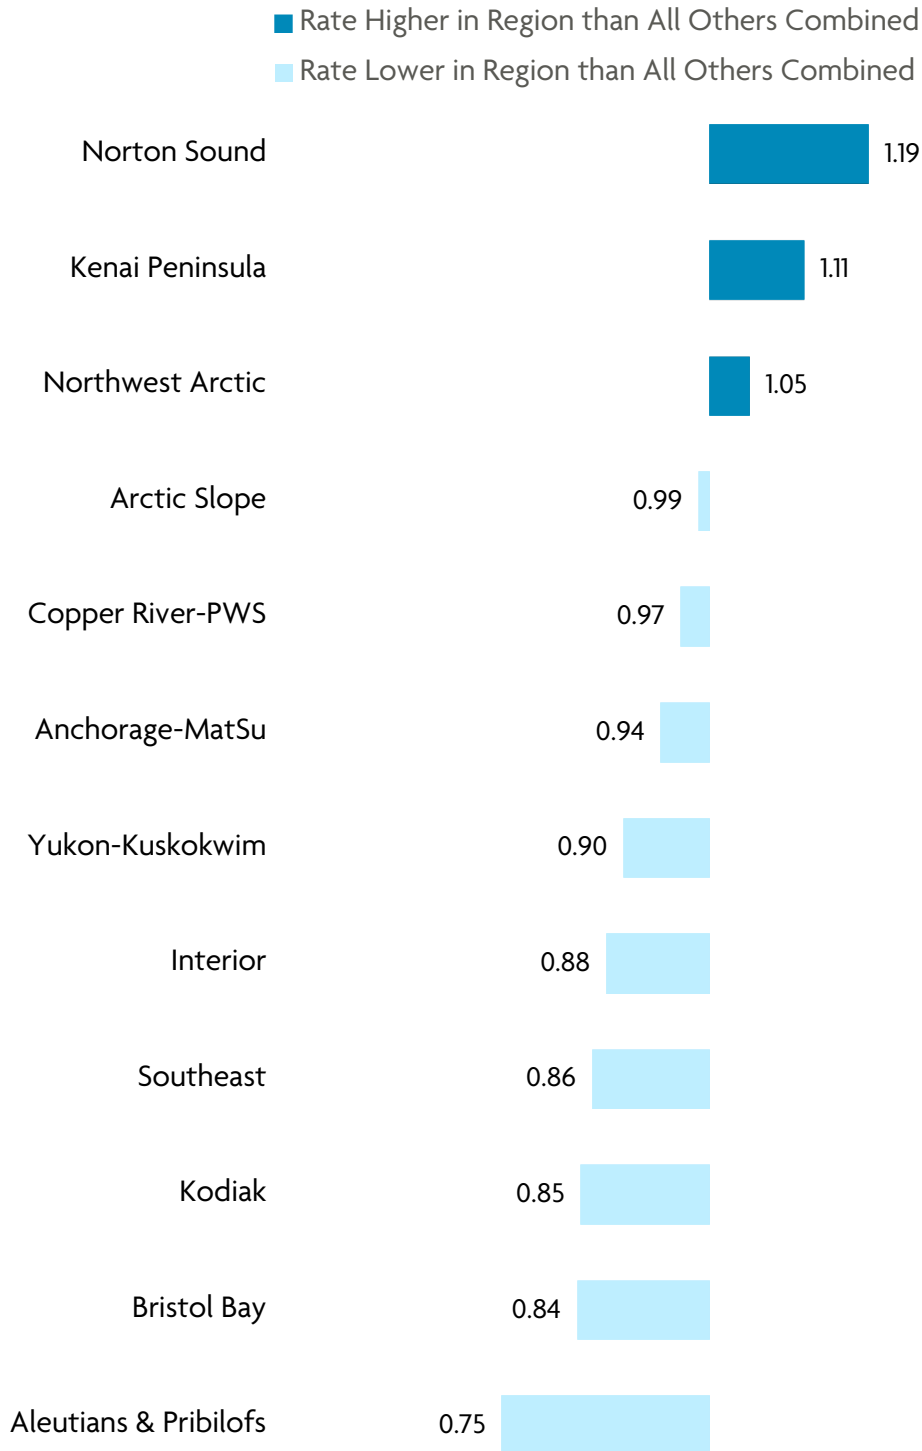 Rate Higher in Region than All Others Combined
Rate Lower in Region than All Others Combined
Norton Sound 1.19
Kenai Peninsula 1.11
Northwest Arctic 1.05
Arctic Slope 0.99
Copper River-PWS 0.97
Anchorage-MatSu 0.94
Yukon-Kuskokwim 0.90
Interior 0.88
Southeast 0.86
Kodiak 0.85
Bristol Bay 0.84
Aleutians & Pribilofs 0.75